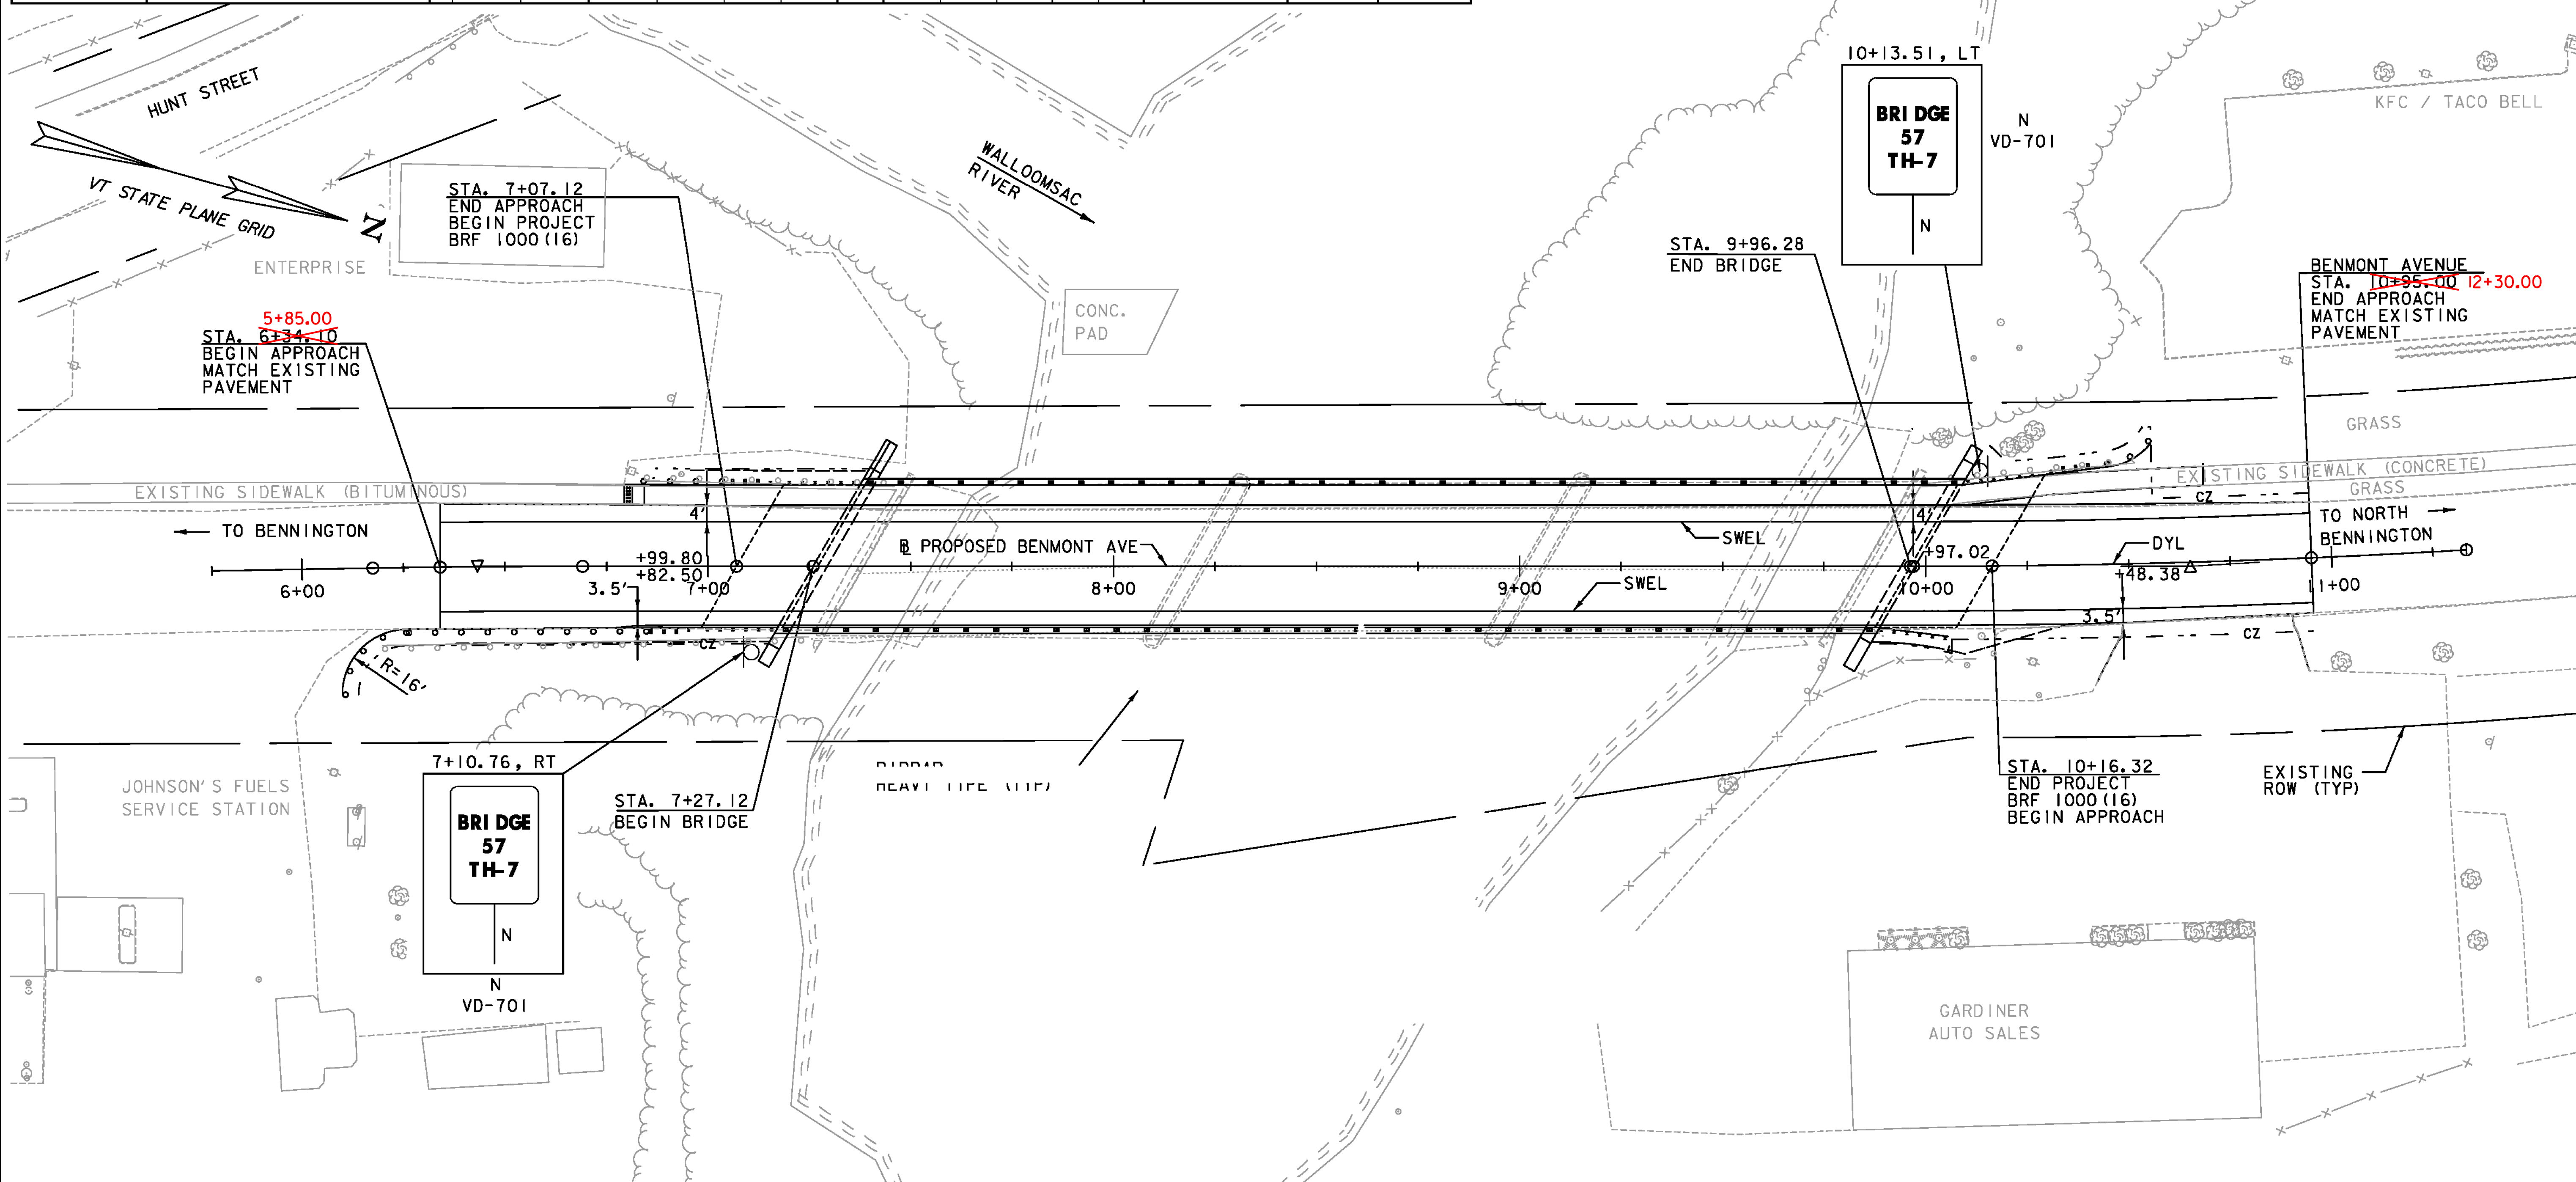 HUNT STREET
VT STATE PLANE GRID
N
ENTERPRISE
STA. 7+07.12
END APPROACH
BEGIN PROJECT
BRF 1000(16)
WALLOOMSAC
RIVER
CONC.
PAD
10+13.51, LT
BRIDGE
57
TH-7
N
N
VD-701
KFC / TACO BELL
STA. 9+96.28
END BRIDGE
BENMONT AVENUE
STA. 10+95.00 12+30.00
END APPROACH
MATCH EXISTING
PAVEMENT
5+85.00
STA. 6+34.10
BEGIN APPROACH
MATCH EXISTING
PAVEMENT
GRASS
EXISTING SIDEWALK (BITUMINOUS)
EXISTING SIDEWALK (CONCRETE)
GRASS
CZ
4'
4'
TO BENNINGTON
TO NORTH
BENNINGTON
SWEL
BL PROPOSED BENMONT AVE
DYL
+99.80
+82.50
+97.02
+48.38
6+00
3.5'
7+00
8+00
9+00
SWEL
10+00
11+00
3.5'
CZ
CZ
R=16'
7+10.76, RT
BRIDGE
57
TH-7
N
N
VD-701
JOHNSON'S FUELS
SERVICE STATION
STA. 7+27.12
BEGIN BRIDGE
HEAVY TYPE (TYP)
STA. 10+16.32
END PROJECT
BRF 1000(16)
BEGIN APPROACH
EXISTING
ROW (TYP)
GARDINER
AUTO SALES